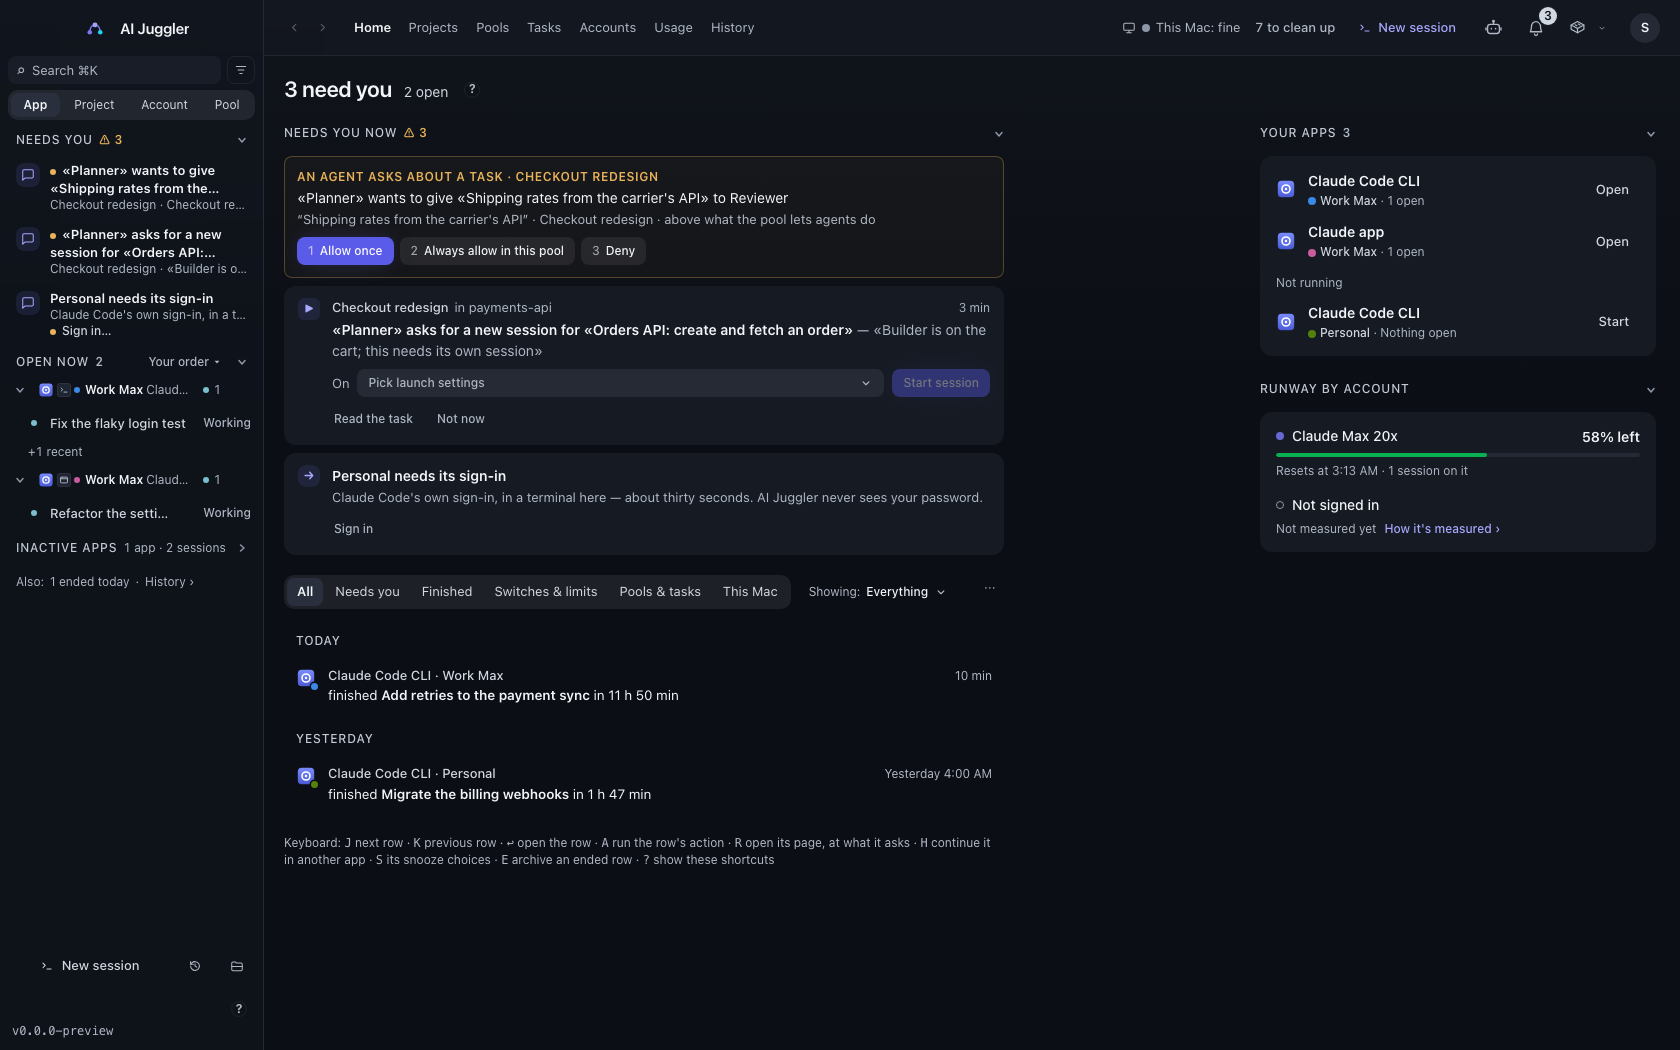 AI Juggler
Search ⌘K
App Project Account Pool
NEEDS YOU 3
«Planner» wants to give
«Shipping rates from the...
Checkout redesign · Checkout re...
«Planner» asks for a new
session for «Orders API:...
Checkout redesign · «Builder is o...
Personal needs its sign-in
Claude Code's own sign-in, in a t...
Sign in...
OPEN NOW 2 Your order
Work Max Claud... 1
Fix the flaky login test Working
+1 recent
Work Max Claud... 1
Refactor the setti... Working
INACTIVE APPS 1 app · 2 sessions
Also: 1 ended today · History ›
New session
?
v0.0.0-preview
Home Projects Pools Tasks Accounts Usage History
This Mac: fine 7 to clean up New session 3 S
3 need you 2 open ?
NEEDS YOU NOW 3
AN AGENT ASKS ABOUT A TASK · CHECKOUT REDESIGN
«Planner» wants to give «Shipping rates from the carrier's API» to Reviewer
“Shipping rates from the carrier's API” · Checkout redesign · above what the pool lets agents do
1 Allow once 2 Always allow in this pool 3 Deny
Checkout redesign in payments-api 3 min
«Planner» asks for a new session for «Orders API: create and fetch an order» — «Builder is on the
cart; this needs its own session»
On Pick launch settings Start session
Read the task Not now
Personal needs its sign-in
Claude Code's own sign-in, in a terminal here — about thirty seconds. AI Juggler never sees your password.
Sign in
All Needs you Finished Switches & limits Pools & tasks This Mac Showing: Everything ...
TODAY
Claude Code CLI · Work Max 10 min
finished Add retries to the payment sync in 11 h 50 min
YESTERDAY
Claude Code CLI · Personal Yesterday 4:00 AM
finished Migrate the billing webhooks in 1 h 47 min
Keyboard: J next row · K previous row · ↩ open the row · A run the row's action · R open its page, at what it asks · H continue it
in another app · S its snooze choices · E archive an ended row · ? show these shortcuts
YOUR APPS 3
Claude Code CLI
Work Max · 1 open
Open
Claude app
Work Max · 1 open
Open
Not running
Claude Code CLI
Personal · Nothing open
Start
RUNWAY BY ACCOUNT
Claude Max 20x 58% left
Resets at 3:13 AM · 1 session on it
Not signed in
Not measured yet How it's measured ›